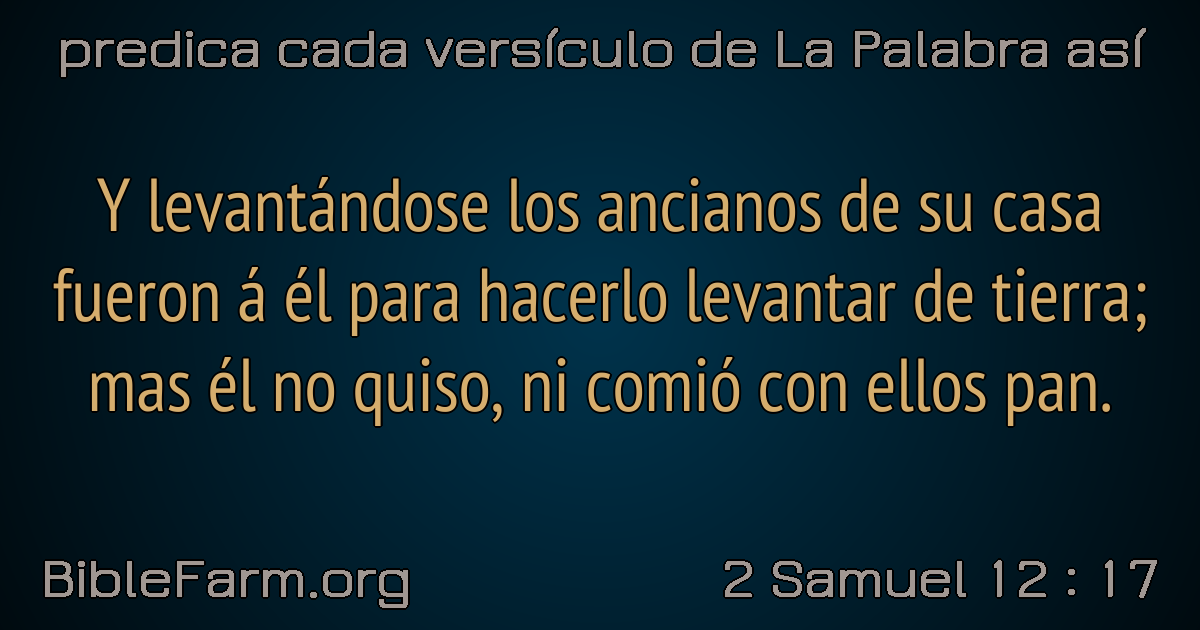 predica cada versículo de La Palabra así
Y levantándose los ancianos de su casa
fueron á él para hacerlo levantar de tierra;
mas él no quiso, ni comió con ellos pan.
BibleFarm.org
2 Samuel 12 : 17